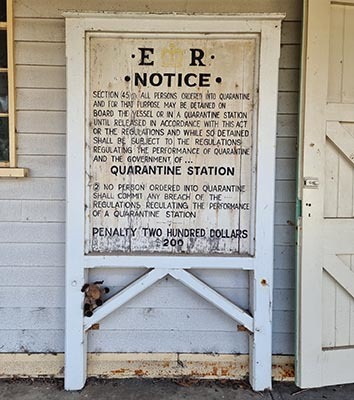 · E R ·
• NOTICE •
SECTION 45 (1) ALL PERSONS ORDERED INTO QUARANTINE
AND FOR THAT PURPOSE MAY BE DETAINED ON
BOARD THE VESSEL OR IN A QUARANTINE STATION
UNTIL RELEASED IN ACCORDANCE WITH THIS ACT
OR THE REGULATIONS AND WHILE SO DETAINED
SHALL BE SUBJECT TO THE REGULATIONS
REGULATING THE PERFORMANCE OF QUARANTINE
AND THE GOVERNMENT OF...
QUARANTINE STATION
(2) NO PERSON ORDERED INTO QUARANTINE
SHALL COMMIT ANY BREACH OF THE
REGULATIONS REGULATING THE PERFORMANCE
OF A QUARANTINE STATION
PENALTY TWO HUNDRED DOLLARS
200